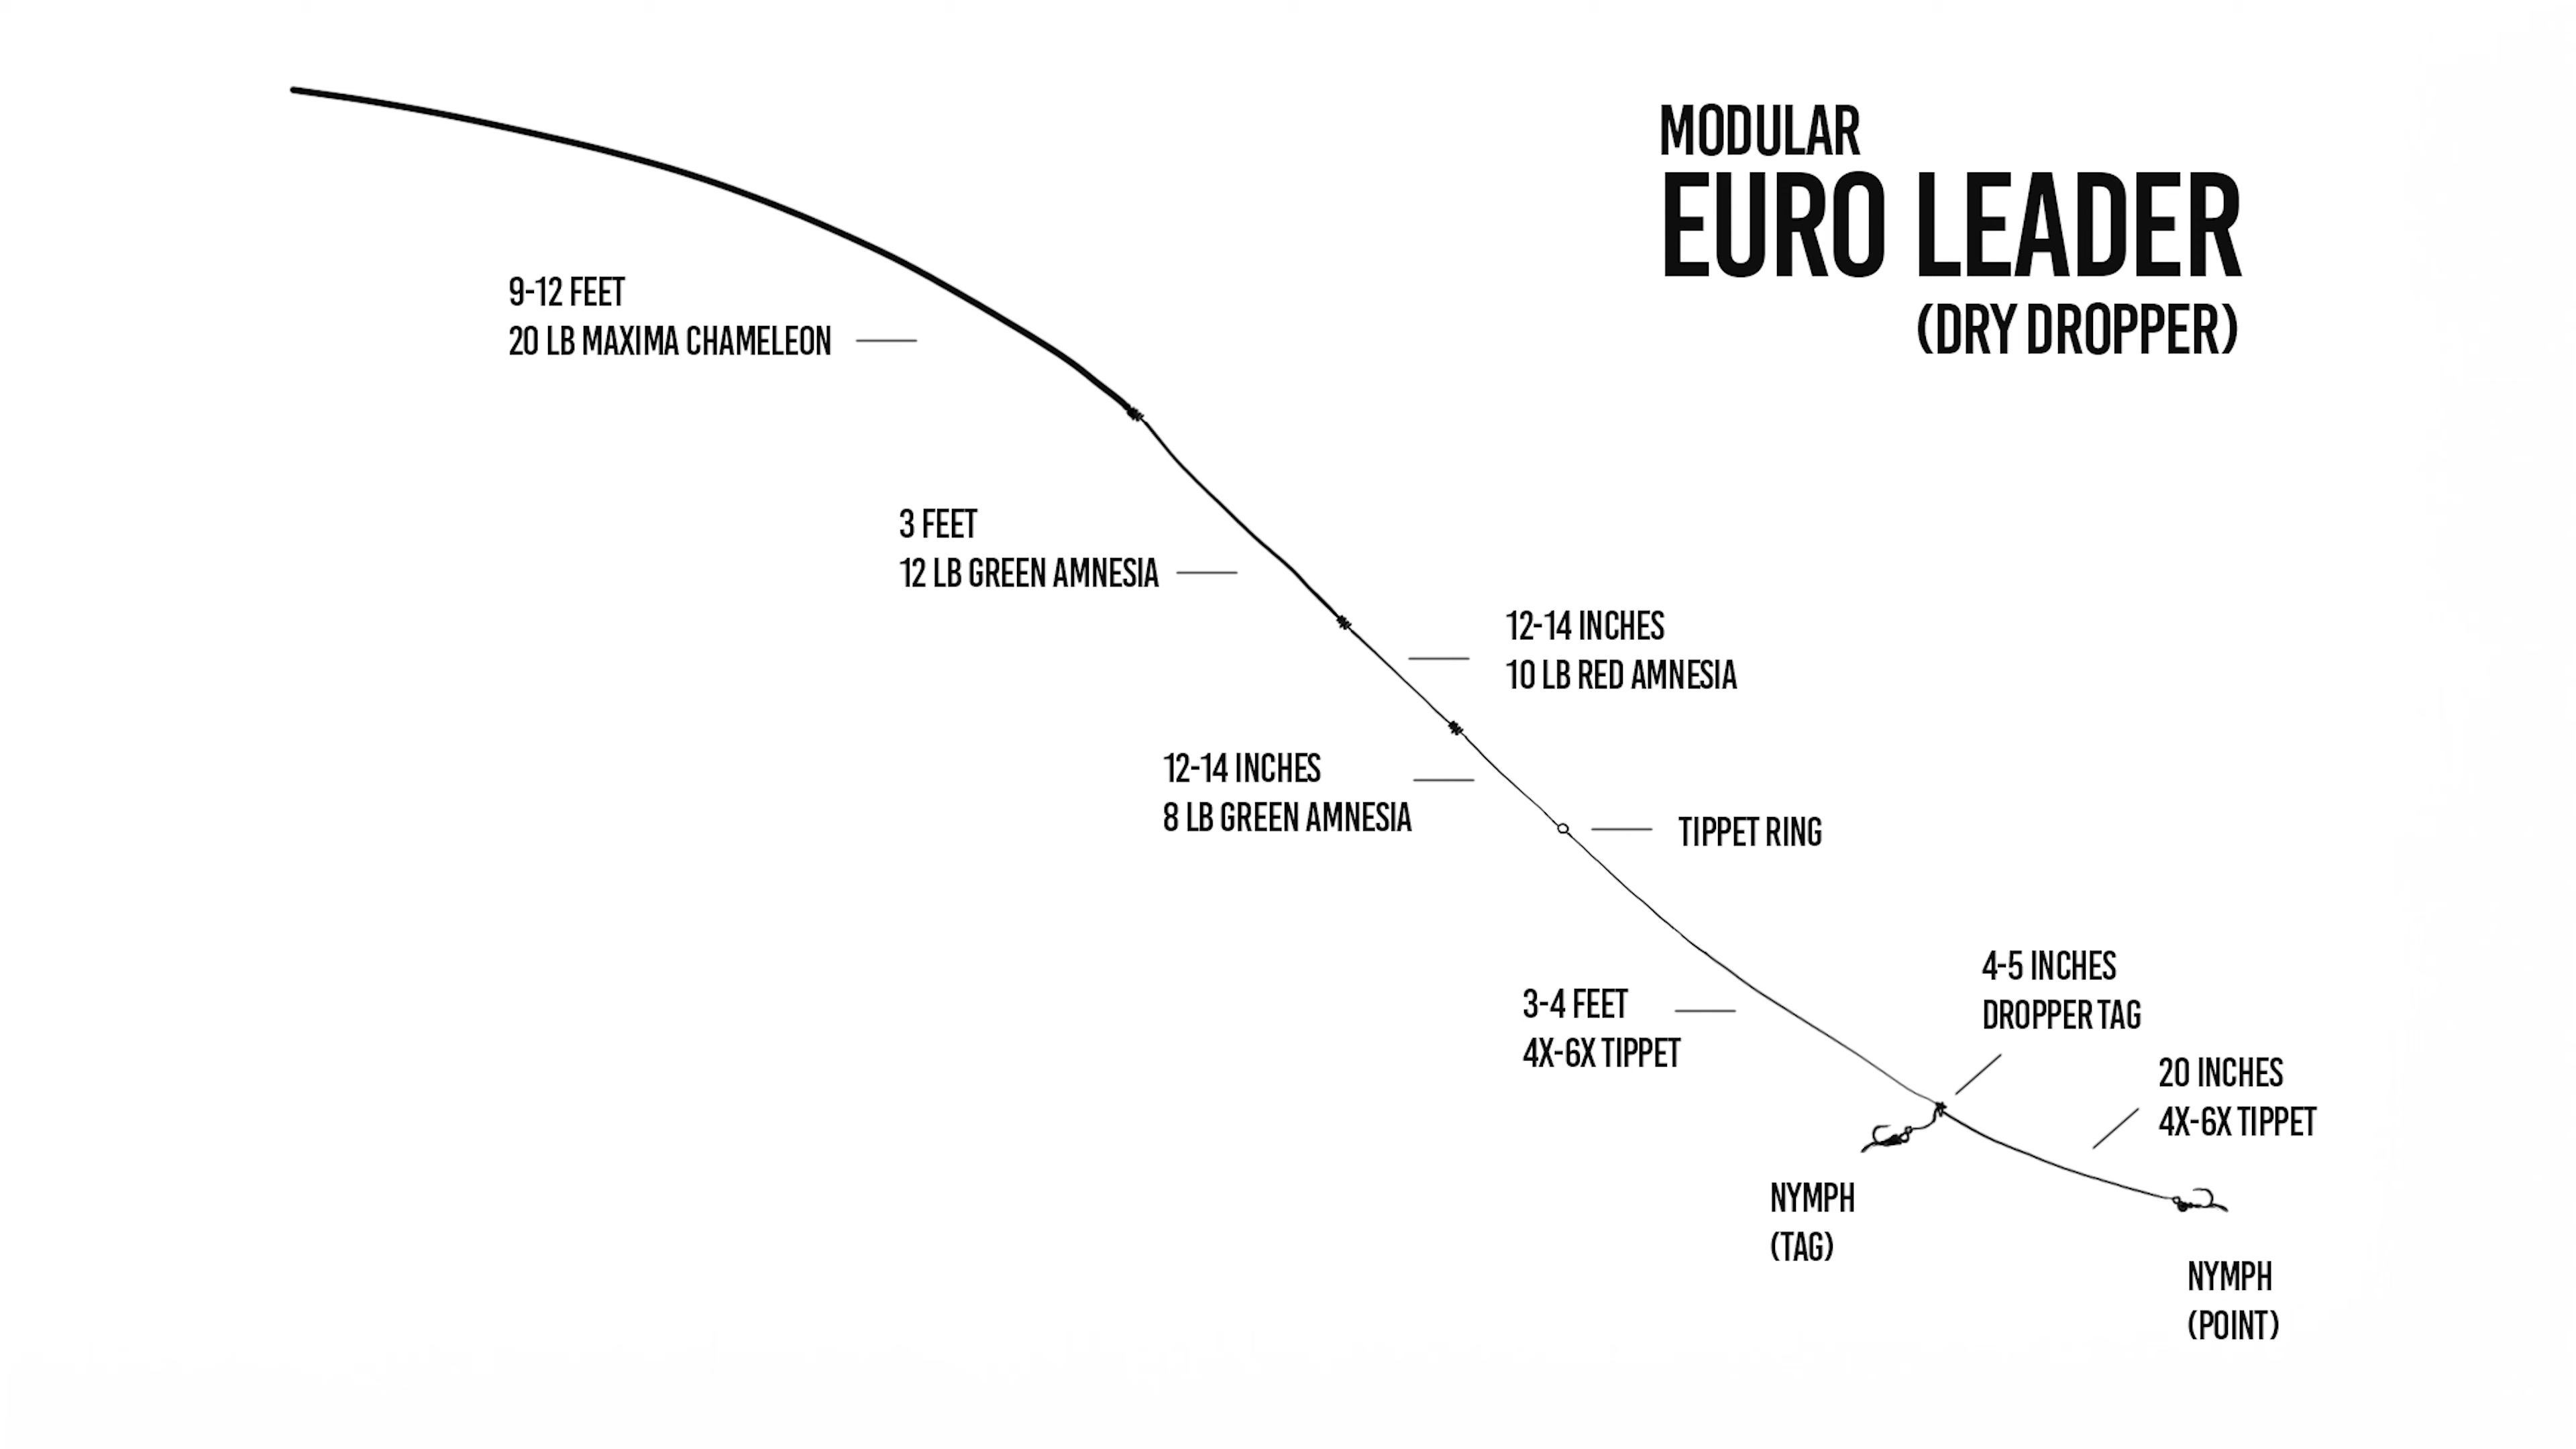 MODULAR
EURO LEADER
(DRY DROPPER)
9-12 FEET
20 LB MAXIMA CHAMELEON
3 FEET
12 LB GREEN AMNESIA
12-14 INCHES
10 LB RED AMNESIA
12-14 INCHES
8 LB GREEN AMNESIA
TIPPET RING
3-4 FEET
4X-6X TIPPET
4-5 INCHES
DROPPER TAG
20 INCHES
4X-6X TIPPET
NYMPH
(TAG)
NYMPH
(POINT)